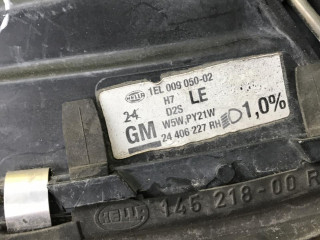 HELLA 1EL 009 050-02
24 H7 LE
D2S
W5W,PY21W
GM 24 406 227 RH 1,0%
HELLA 145 218-00 R